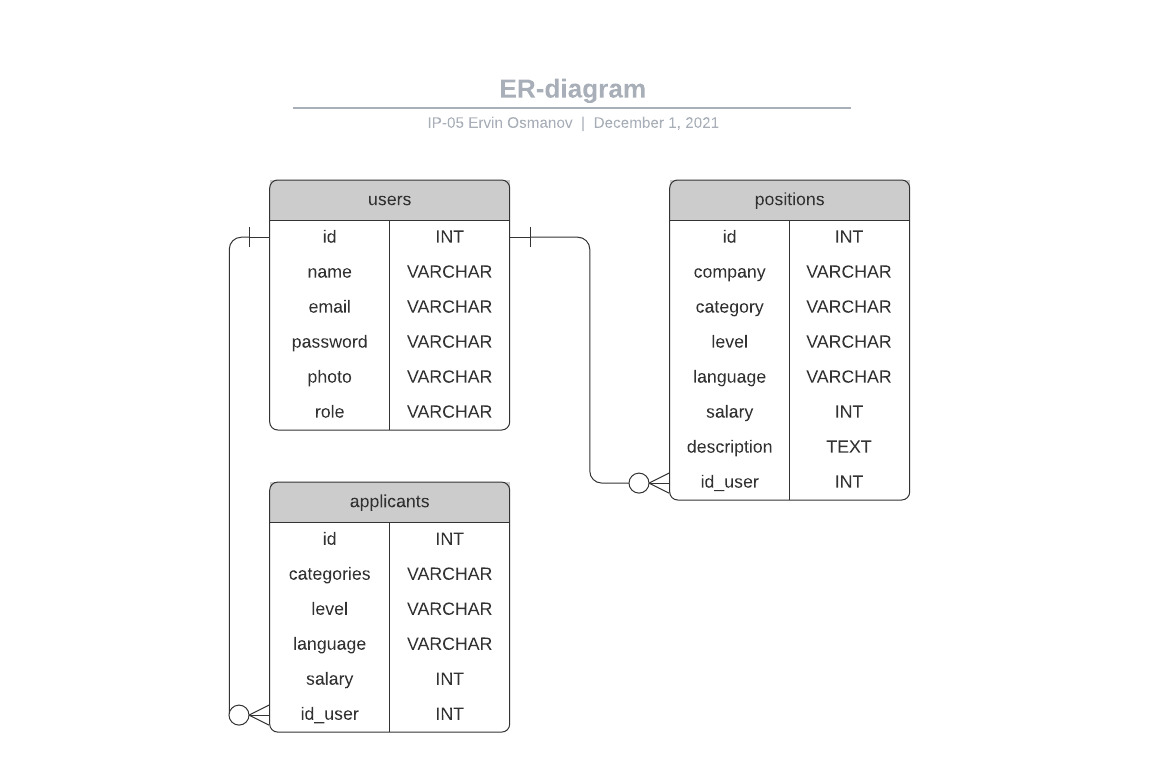 ER-diagram
IP-05 Ervin Osmanov | December 1, 2021
users
id INT
name VARCHAR
email VARCHAR
password VARCHAR
photo VARCHAR
role VARCHAR
positions
id INT
company VARCHAR
category VARCHAR
level VARCHAR
language VARCHAR
salary INT
description TEXT
id_user INT
applicants
id INT
categories VARCHAR
level VARCHAR
language VARCHAR
salary INT
id_user INT